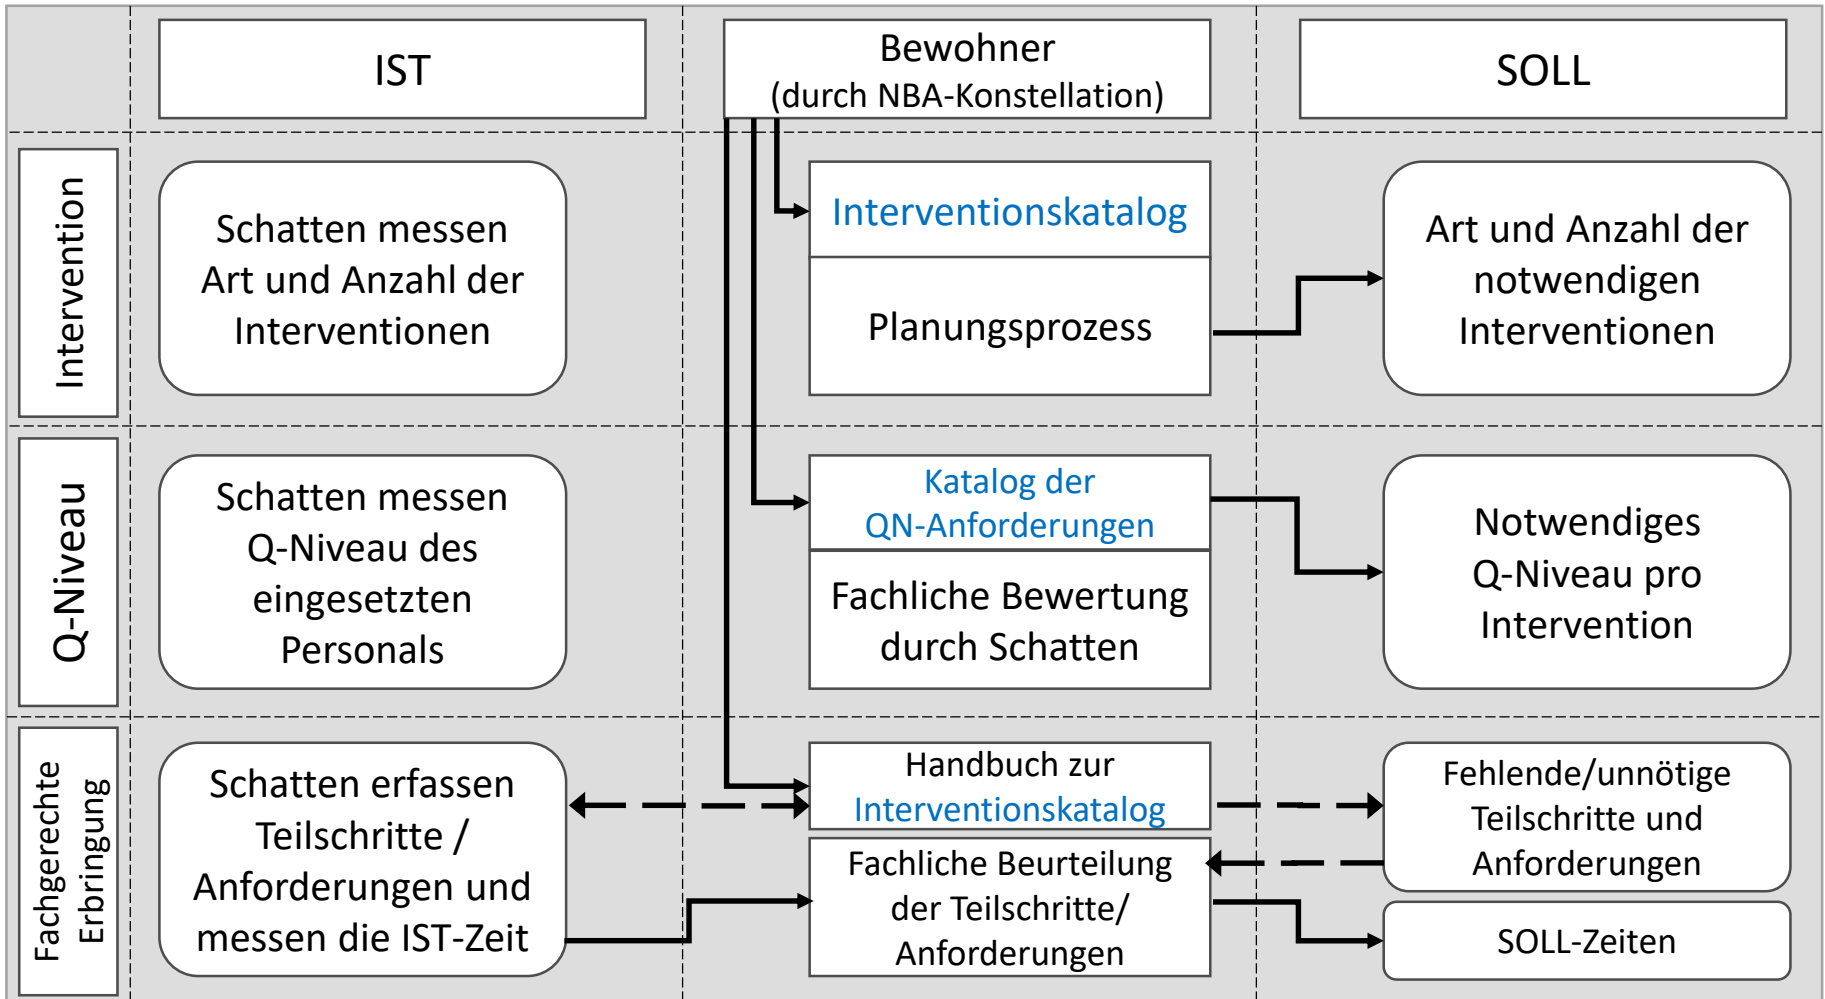 IST
Bewohner
(durch NBA-Konstellation)
SOLL
Intervention
Schatten messen
Art und Anzahl der
Interventionen
Interventionskatalog
Planungsprozess
Art und Anzahl der
notwendigen
Interventionen
Q-Niveau
Schatten messen
Q-Niveau des
eingesetzten
Personals
Katalog der
QN-Anforderungen
Fachliche Bewertung
durch Schatten
Notwendiges
Q-Niveau pro
Intervention
Fachgerechte
Erbringung
Schatten erfassen
Teilschritte /
Anforderungen und
messen die IST-Zeit
Handbuch zur
Interventionskatalog
Fachliche Beurteilung
der Teilschritte/
Anforderungen
Fehlende/unnötige
Teilschritte und
Anforderungen
SOLL-Zeiten